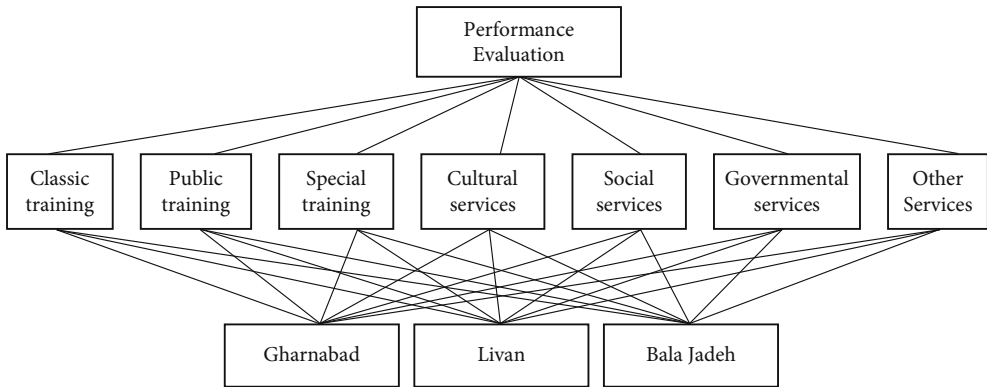 Performance
Evaluation
Classic
training
Public
training
Special
training
Cultural
services
Social
services
Governmental
services
Other
Services
Gharnabad
Livan
Bala Jadeh